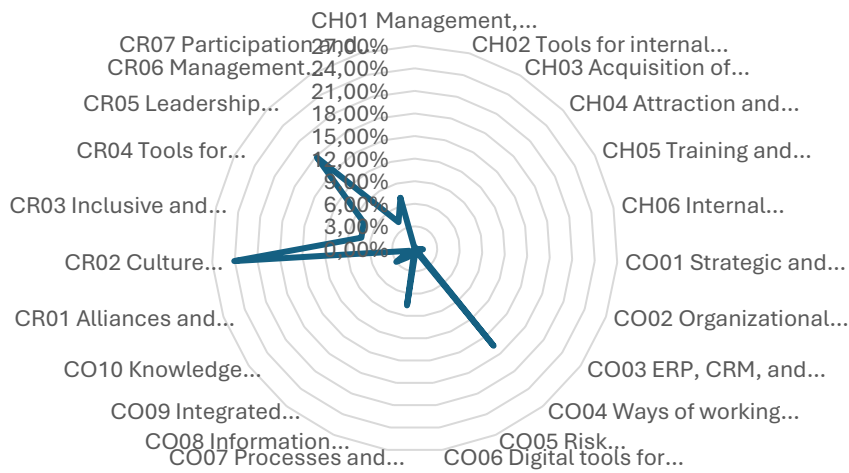 CH01 Management,...
CH02 Tools for internal...
CH03 Acquisition of...
CH04 Attraction and...
CH05 Training and...
CH06 Internal...
CO01 Strategic and...
CO02 Organizational...
CO03 ERP, CRM, and...
CO04 Ways of working...
CO05 Risk...
CO06 Digital tools for...
CO07 Processes and...
CO08 Information...
CO09 Integrated...
CO10 Knowledge...
CR01 Alliances and...
CR02 Culture...
CR03 Inclusive and...
CR04 Tools for...
CR05 Leadership...
CR06 Management...
CR07 Participation and...
27,00%
24,00%
21,00%
18,00%
15,00%
12,00%
9,00%
6,00%
3,00%
0,00%